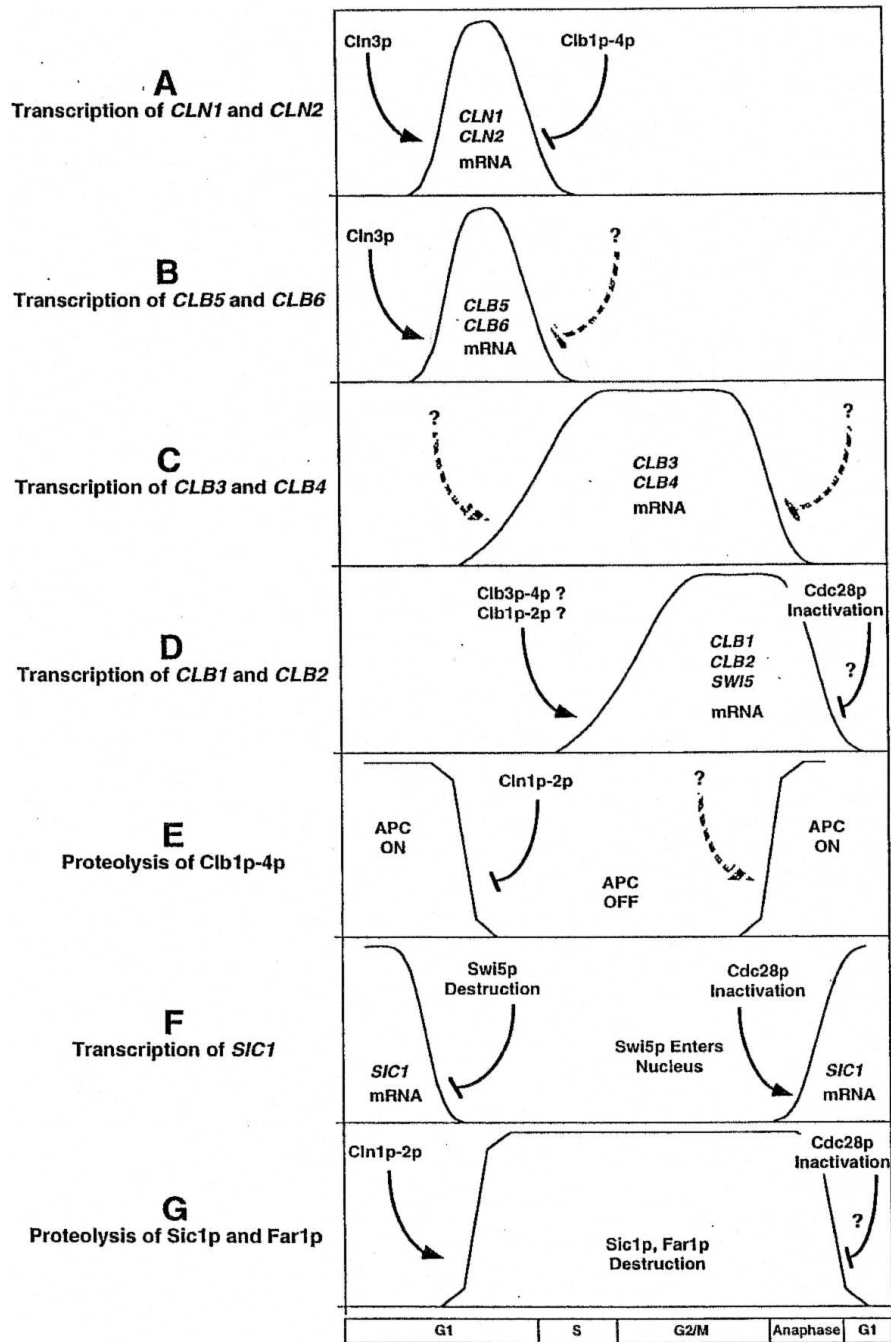 A
Transcription of CLN1 and CLN2
Cln3p
Clb1p-4p
CLN1
CLN2
mRNA
B
Transcription of CLB5 and CLB6
Cln3p
?
CLB5
CLB6
mRNA
C
Transcription of CLB3 and CLB4
?
?
CLB3
CLB4
mRNA
D
Transcription of CLB1 and CLB2
Clb3p-4p ?
Clb1p-2p ?
Cdc28p
Inactivation
CLB1
CLB2
SWI5
mRNA
?
E
Proteolysis of Clb1p-4p
Cln1p-2p
?
APC
ON
APC
OFF
APC
ON
F
Transcription of SIC1
Swi5p
Destruction
Cdc28p
Inactivation
SIC1
mRNA
Swi5p Enters
Nucleus
SIC1
mRNA
G
Proteolysis of Sic1p and Far1p
Cln1p-2p
Cdc28p
Inactivation
?
Sic1p, Far1p
Destruction
G1 S G2/M Anaphase G1